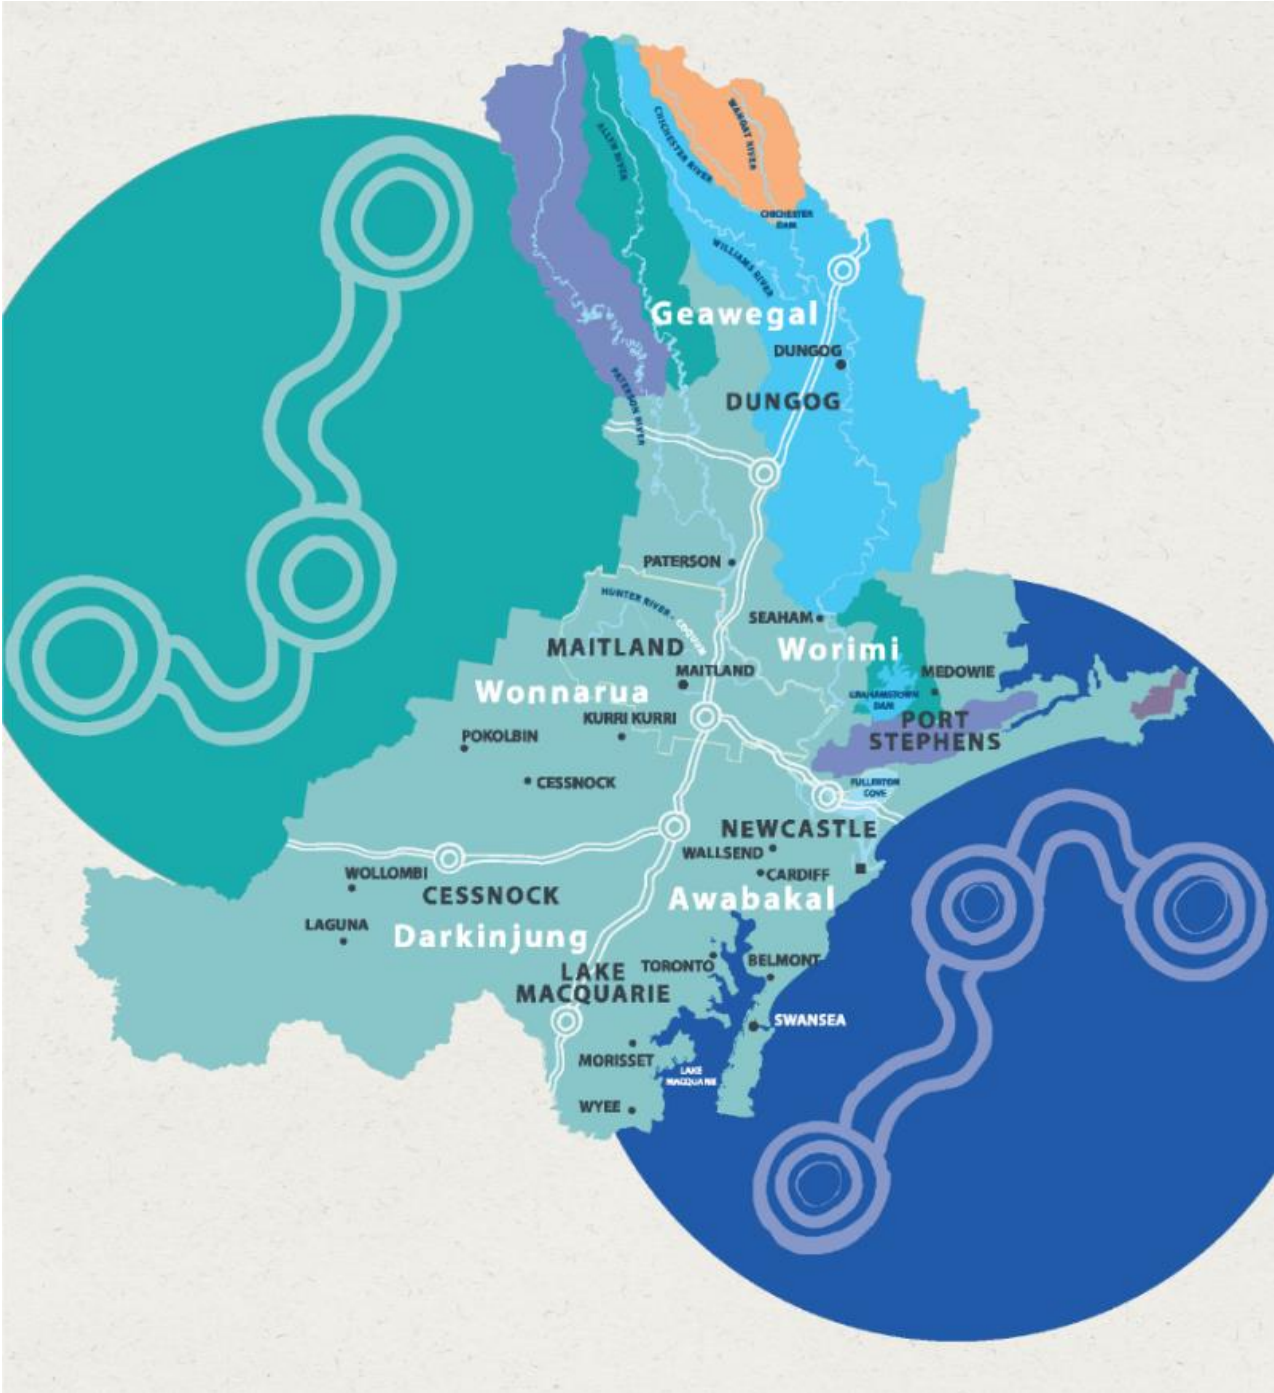 ALLYN RIVER
CHICHESTER RIVER
WANGAT RIVER
CHICHESTER
DAM
WILLIAMS RIVER
Geawegal
DUNGOG
DUNGOG
PATERSON RIVER
PATERSON
HUNTER RIVER - COQUUN
SEAHAM
MAITLAND
Worimi
MAITLAND
MEDOWIE
Wonnarua
GRAHAMSTOWN
DAM
KURRI KURRI
PORT
STEPHENS
POKOLBIN
CESSNOCK
FULLERTON
COVE
NEWCASTLE
WALLSEND
WOLLOMBI
CARDIFF
CESSNOCK
Awabakal
LAGUNA
Darkinjung
TORONTO
BELMONT
LAKE
MACQUARIE
SWANSEA
MORISSET
LAKE
MACQUARIE
WYEE